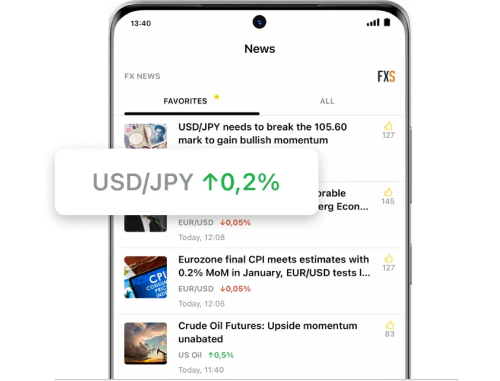 13:40
News
FX NEWS
FXS
FAVORITES
ALL
USD/JPY needs to break the 105.60
mark to gain bullish momentum
127
USD/JPY ↑0,2%
orable
erg Econ...
145
EUR/USD ↓0,05%
Today, 12:08
Eurozone final CPI meets estimates with
0.2% MoM in January, EUR/USD tests l...
127
EUR/USD ↓0,05%
Today, 12:05
CPI
Crude Oil Futures: Upside momentum
unabated
83
US Oil ↑0,5%
Today, 11:40